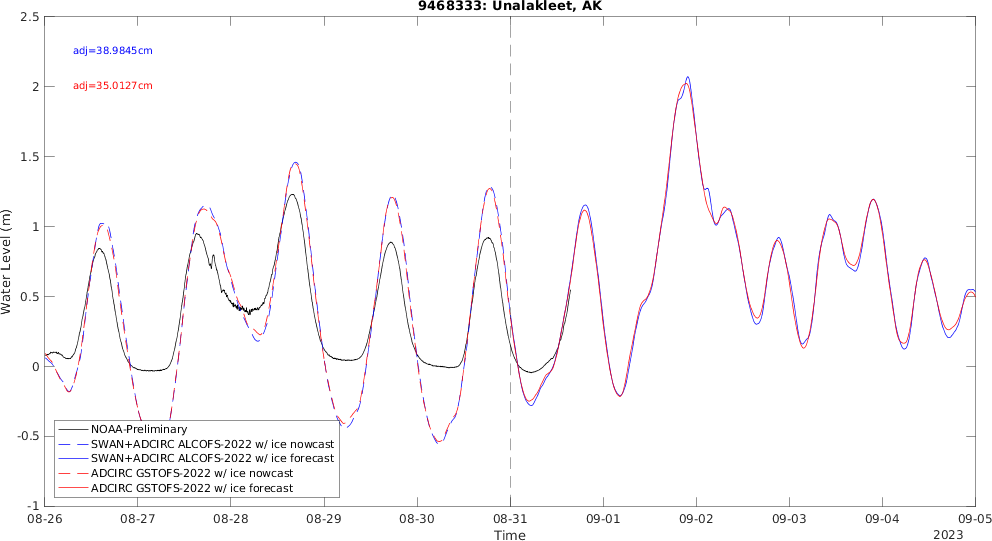 9468333: Unalakleet, AK
2.5
adj=38.9845cm
adj=35.0127cm
2
1.5
1
0.5
0
-0.5
-1
Water Level (m)
NOAA-Preliminary
SWAN+ADCIRC ALCOFS-2022 w/ ice nowcast
SWAN+ADCIRC ALCOFS-2022 w/ ice forecast
ADCIRC GSTOFS-2022 w/ ice nowcast
ADCIRC GSTOFS-2022 w/ ice forecast
08-26 08-27 08-28 08-29 08-30 08-31 09-01 09-02 09-03 09-04 09-05
Time
2023